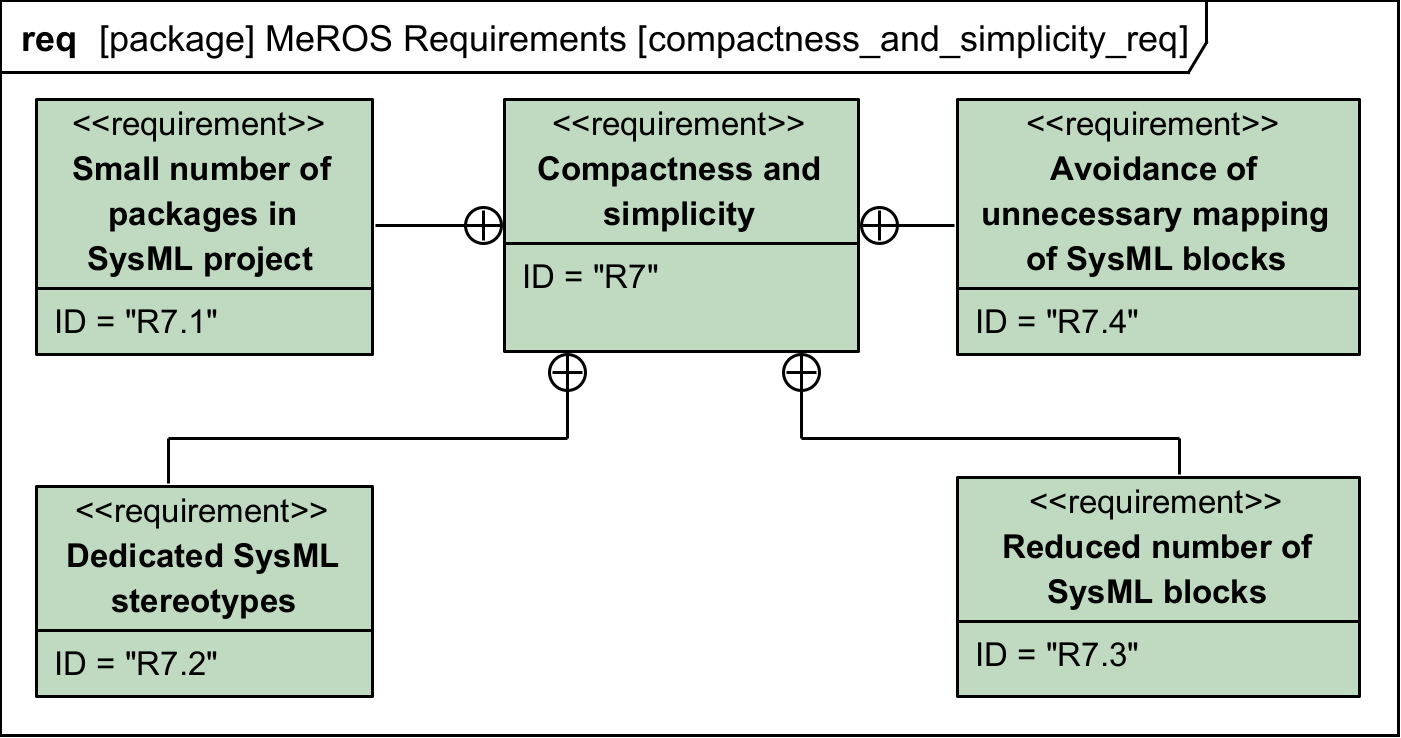 req [package] MeROS Requirements [compactness_and_simplicity_req]
<<requirement>>
Small number of
packages in
SysML project
ID = "R7.1"
<<requirement>>
Compactness and
simplicity
ID = "R7"
<<requirement>>
Avoidance of
unnecessary mapping
of SysML blocks
ID = "R7.4"
<<requirement>>
Dedicated SysML
stereotypes
ID = "R7.2"
<<requirement>>
Reduced number of
SysML blocks
ID = "R7.3"